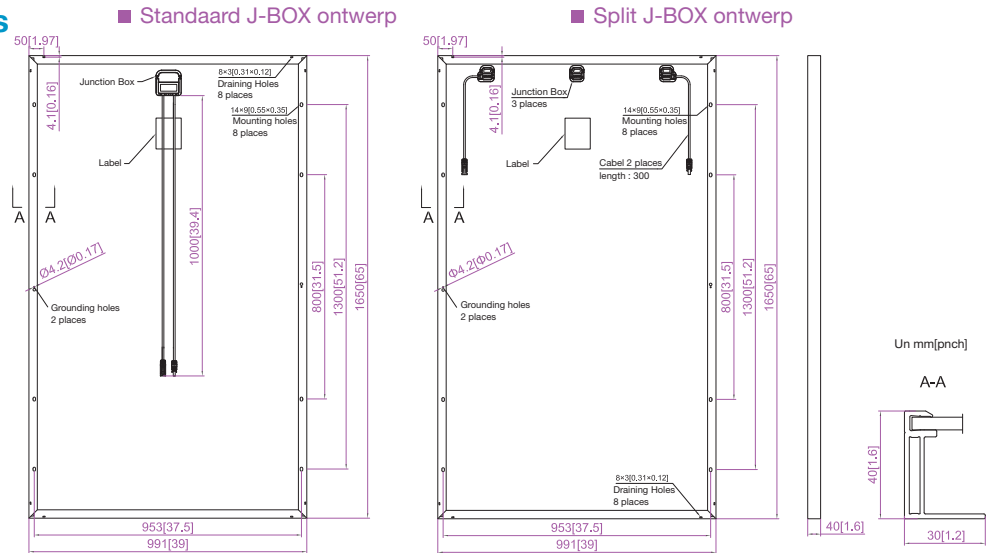 s
■ Standaard J-BOX ontwerp
50[1.97]
4.1[0.16]
Junction Box
8×3[0.31×0.12]
Draining Holes
8 places
14×9[0.55×0.35]
Mounting holes
8 places
Label
A A
1000[39.4]
Ø4.2[Ø0.17]
Grounding holes
2 places
800[31.5]
1300[51.2]
1650[65]
953[37.5]
991[39]
■ Split J-BOX ontwerp
50[1.97]
4.1[0.16]
Junction Box
3 places
14×9[0.55×0.35]
Mounting holes
8 places
Label
Cabel 2 places
length : 300
A A
Φ4.2[Φ0.17]
Grounding holes
2 places
800[31.5]
1300[51.2]
1650[65]
8×3[0.31×0.12]
Draining Holes
8 places
953[37.5]
991[39]
40[1.6]
Un mm[pnch]
A-A
40[1.6]
30[1.2]